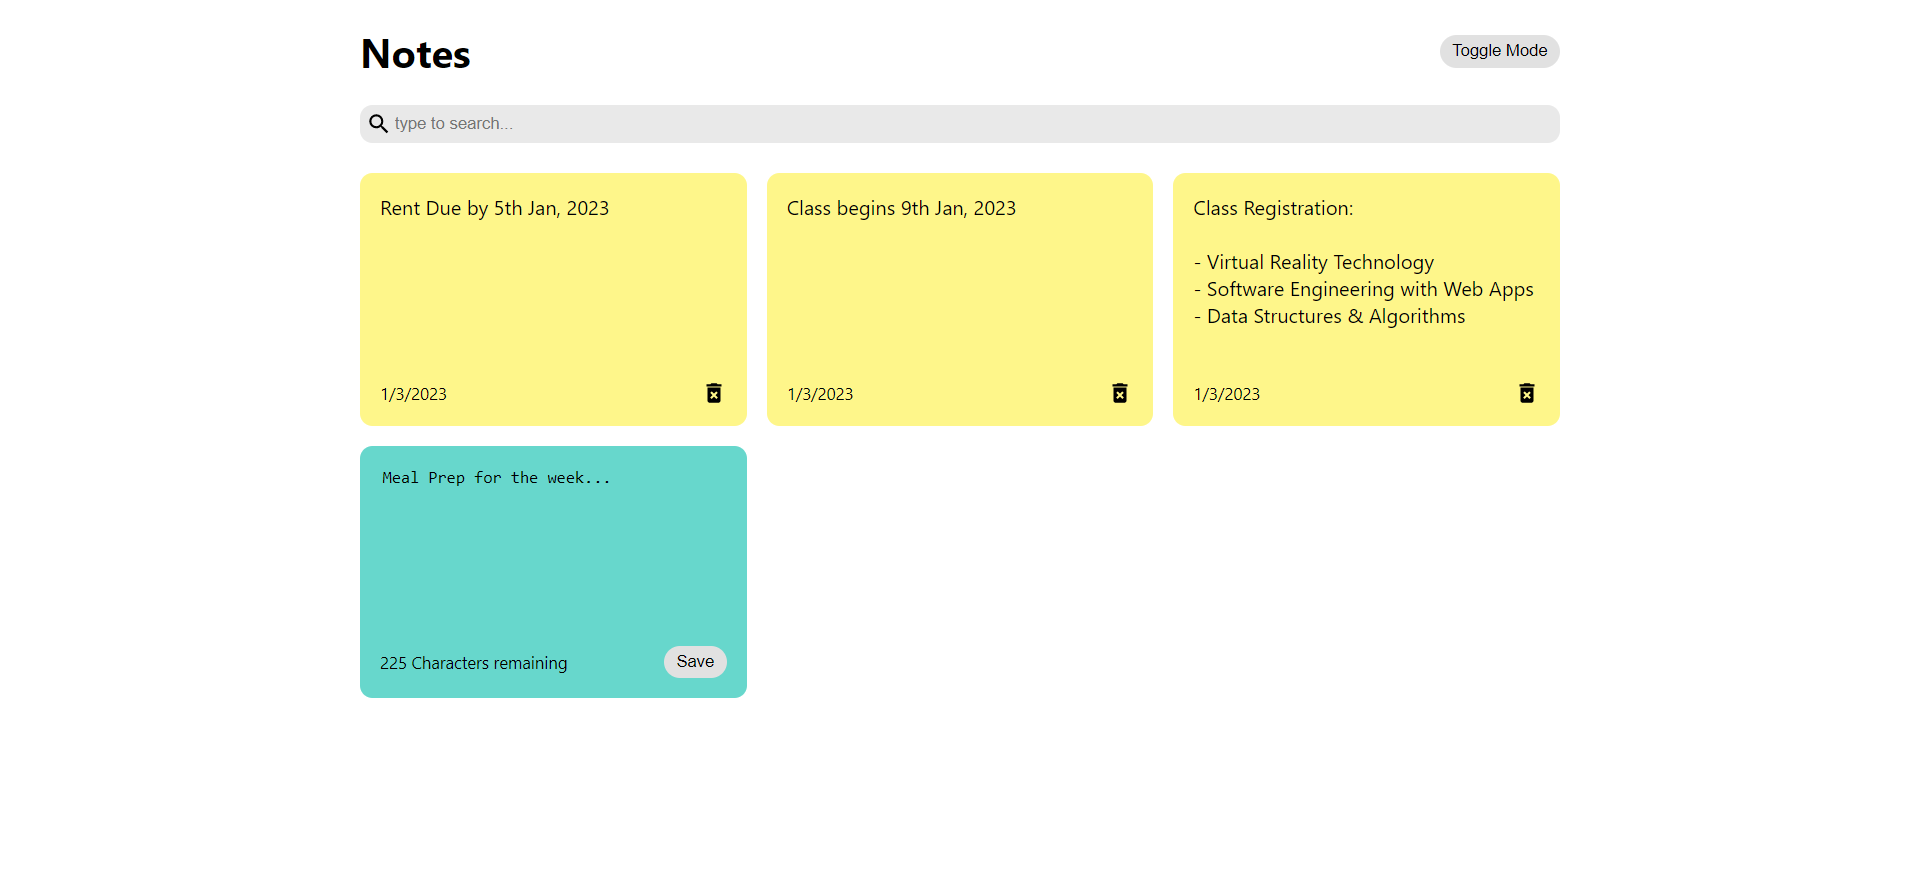 Notes
Toggle Mode
type to search...
Rent Due by 5th Jan, 2023
1/3/2023
Class begins 9th Jan, 2023
1/3/2023
Class Registration:
- Virtual Reality Technology
- Software Engineering with Web Apps
- Data Structures & Algorithms
1/3/2023
Meal Prep for the week...
225 Characters remaining
Save